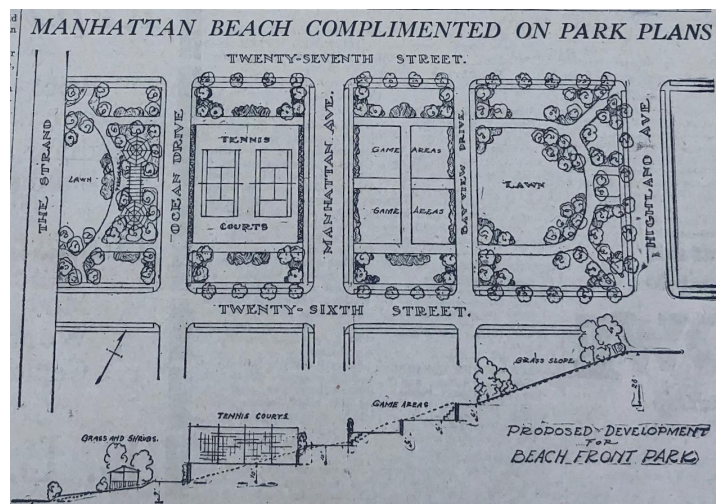 MANHATTAN BEACH COMPLIMENTED ON PARK PLANS
TWENTY-SEVENTH STREET.
THE STRAND
LAWN
OCEAN DRIVE
TENNIS
COURTS
MANHATTAN AVE.
GAME AREAS
GAME AREAS
BAY VIEW DRIVE
LAWN
HIGHLAND AVE.
TWENTY-SIXTH STREET.
GRASS SLOPE
GAME AREAS
TENNIS COURTS
GRASS AND SHRUBS.
PROPOSED DEVELOPMENT
FOR
BEACH FRONT PARK